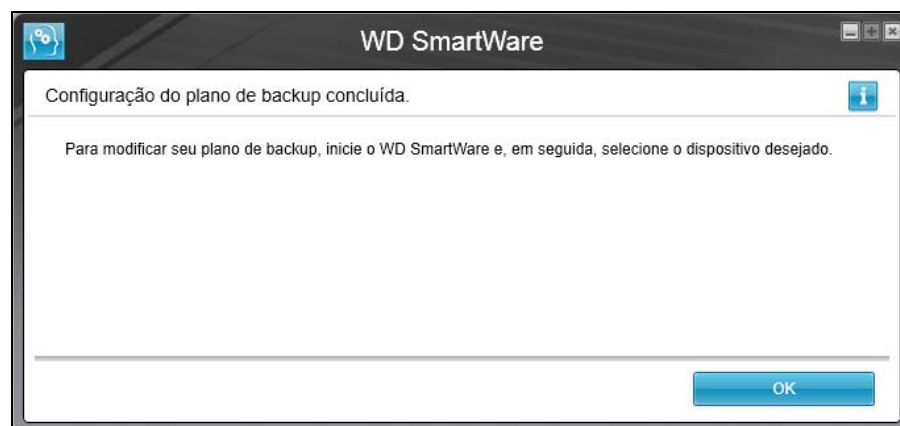 WD SmartWare
Configuração do plano de backup concluída.
Para modificar seu plano de backup, inicie o WD SmartWare e, em seguida, selecione o dispositivo desejado.
OK